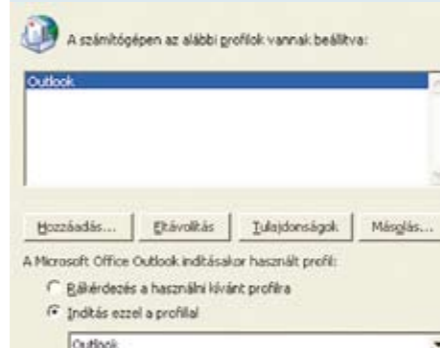 A számítógépen az alábbi profilok vannak beállítva:
Outlook
Hozzáadás... Eltávolítás Tulajdonságok Másolás...
A Microsoft Office Outlook indításakor használt profil:
Rákérdezés a használni kívánt profilra
Indítás ezzel a profillal
Outlook